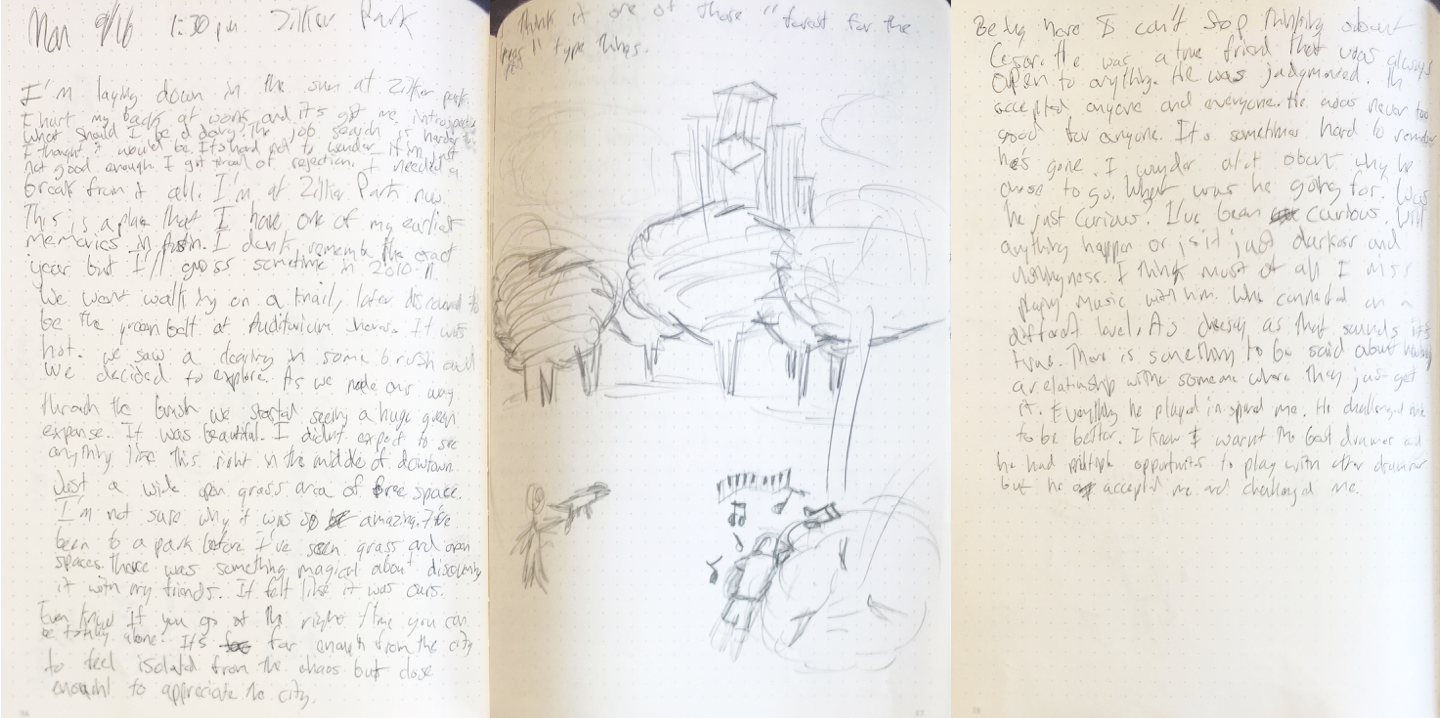 Mon 9/16 1:30 pm Zilker Park
I'm laying down in the sun at Zilker park.
I hurt my back at work and it's got me
what should I be doing? The job search is harder
I thought it would be. It's hard not to wonder if I'm just
not good enough. I get tired of rejection. I needed a
break from it all. I'm at Zilker Park now.
This is a place that I have one of my earliest
memories in. I don't remember the exact
year but I'll guess sometime in 2010-11
We went walking on a trail, later discovered to
be the green belt at Auditorium shores. It was
hot. we saw a clearing in some brush and
we decided to explore. As we made our way
through the brush we started seeing a huge green
expanse. It was beautiful. I didn't expect to see
anything like this right in the middle of downtown.
Just a wide open grass area of free space.
I'm not sure why it was so amazing. I've
been to a park before I've seen grass and open
spaces. There was something magical about discovering
it with my friends. It felt like it was ours.
Even know if you go at the right time you can
be totally alone. It's far enough from the city
to feel isolated from the chaos but close
enough to appreciate the city.
Think it one of those "forest for the
trees" type things.
Being here I can't stop thinking about
Cesar. He was a true friend that was always
open to anything. He was. He
accepted anyone and everyone. He was never too
good for anyone. It's sometimes hard to remember
he's gone. I wonder alot about why he
chose to go. What was he going for. Was
he just curious? I've been curious. Will
anything happen or is it just darkness and
I think most of all I miss
playing music with him. We connected on a
different level. As cheesy as that sounds it's
true. There is something to be said about having
a relationship with someone where they just get
it. Everything he played inspired me. He challenged me
to be better. I knew I wasn't the best drummer and
he had multiple opportunities to play with other drummers
but he accepted me and challenged me.